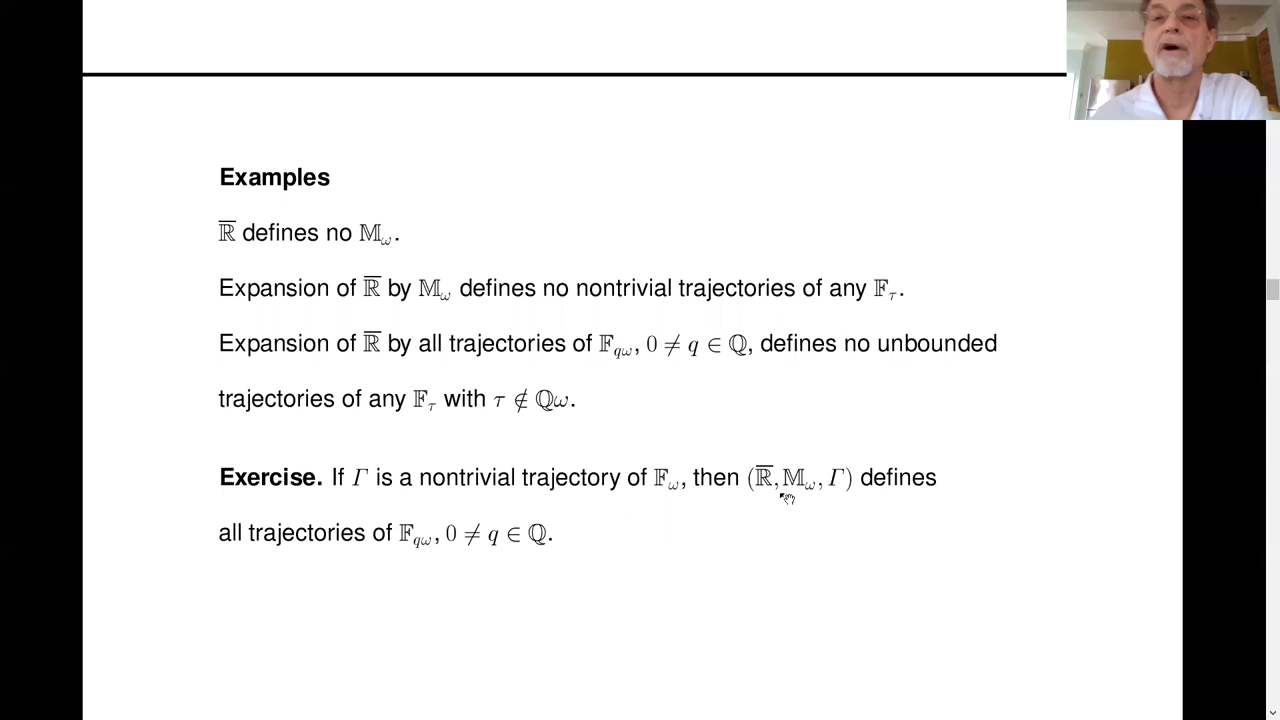 Examples
ℝ̅ defines no 𝕄_ω.
Expansion of ℝ̅ by 𝕄_ω defines no nontrivial trajectories of any 𝔽_τ.
Expansion of ℝ̅ by all trajectories of 𝔽_{qω}, 0 ≠ q ∈ ℚ, defines no unbounded
trajectories of any 𝔽_τ with τ ∉ ℚω.
Exercise. If Γ is a nontrivial trajectory of 𝔽_ω, then (ℝ̅, 𝕄_ω, Γ) defines
all trajectories of 𝔽_{qω}, 0 ≠ q ∈ ℚ.